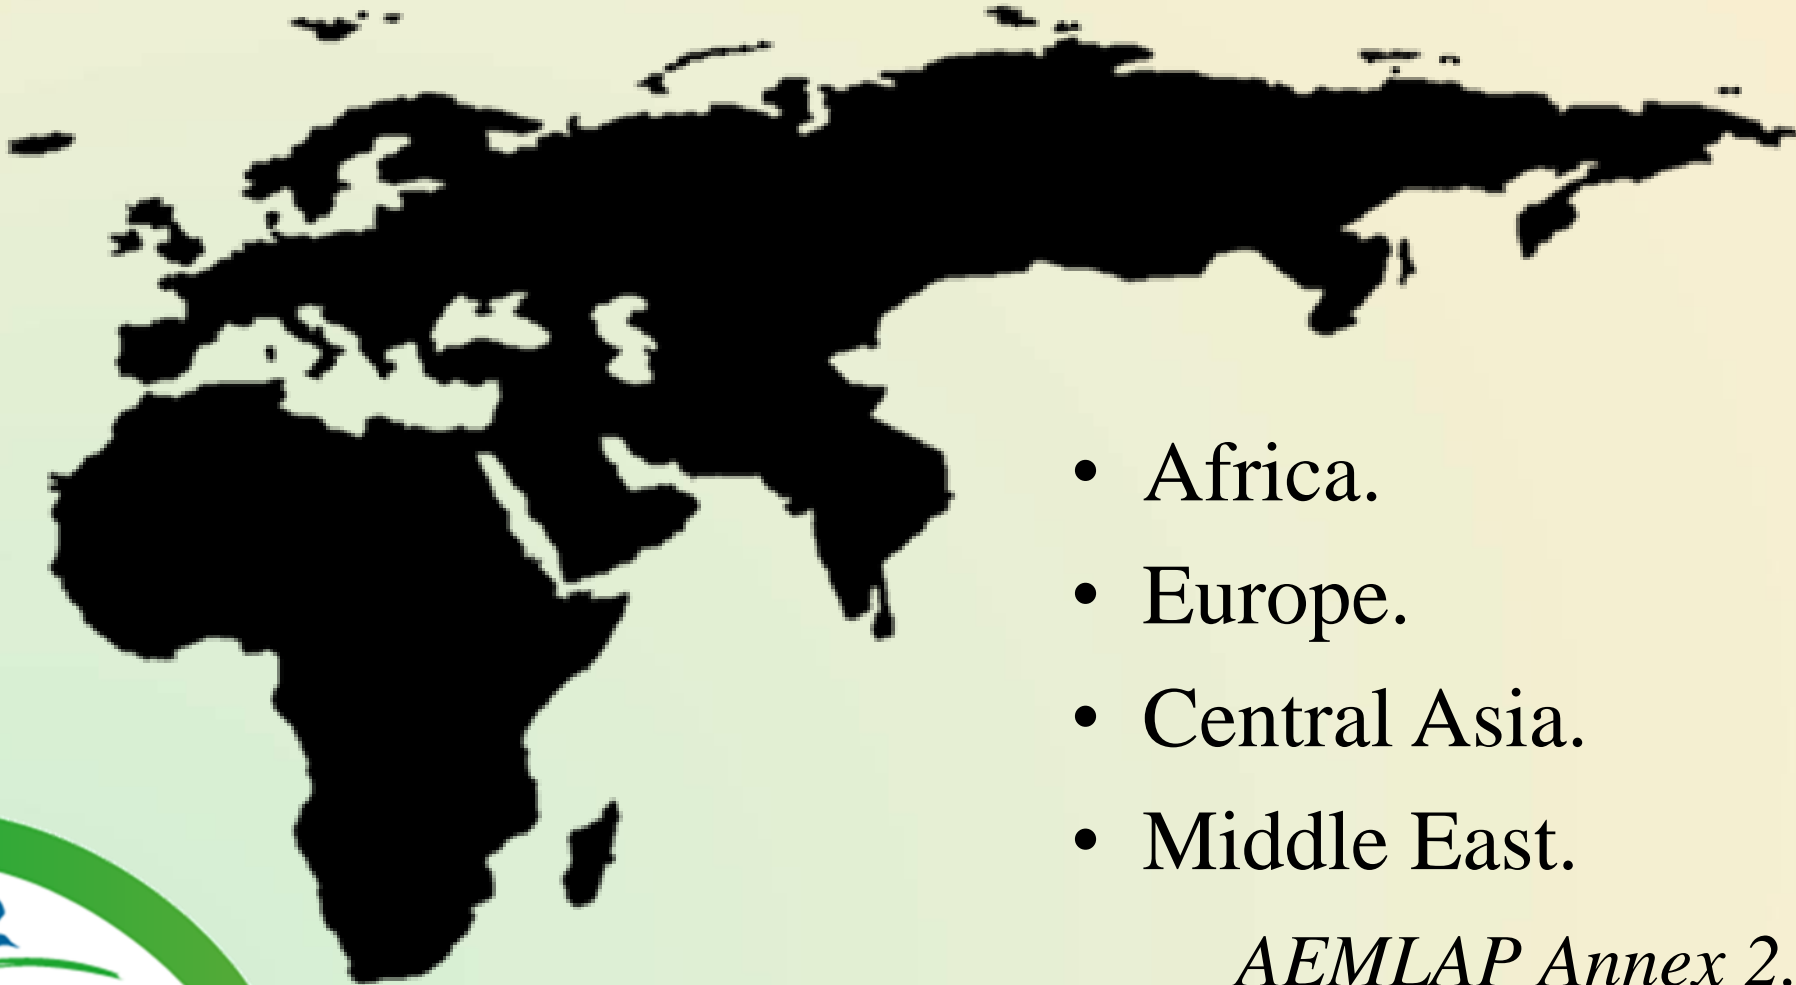 • Africa.
• Europe.
• Central Asia.
• Middle East.
AEMLAP Annex 2.